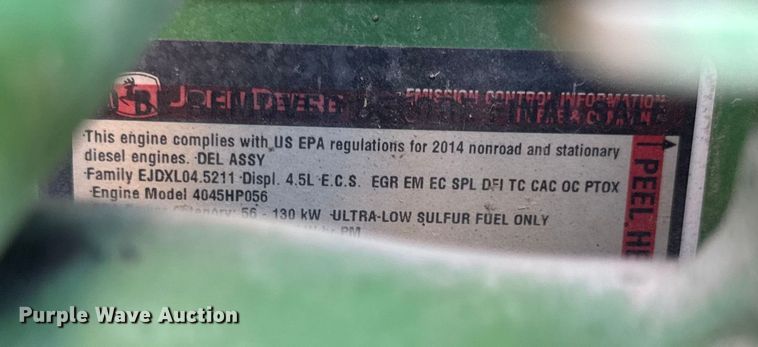 JOHN DEERE EMISSION CONTROL INFORMATION
This engine complies with US EPA regulations for 2014 nonroad and stationary
diesel engines. ·DEL ASSY
·Family EJDXL04.5211 ·Displ. 4.5L ·E.C.S. EGR EM EC SPL DFI TC CAC OC PTOX
·Engine Model 4045HP056
56 - 130 kW ·ULTRA-LOW SULFUR FUEL ONLY
PM
PEEL
Purple Wave Auction